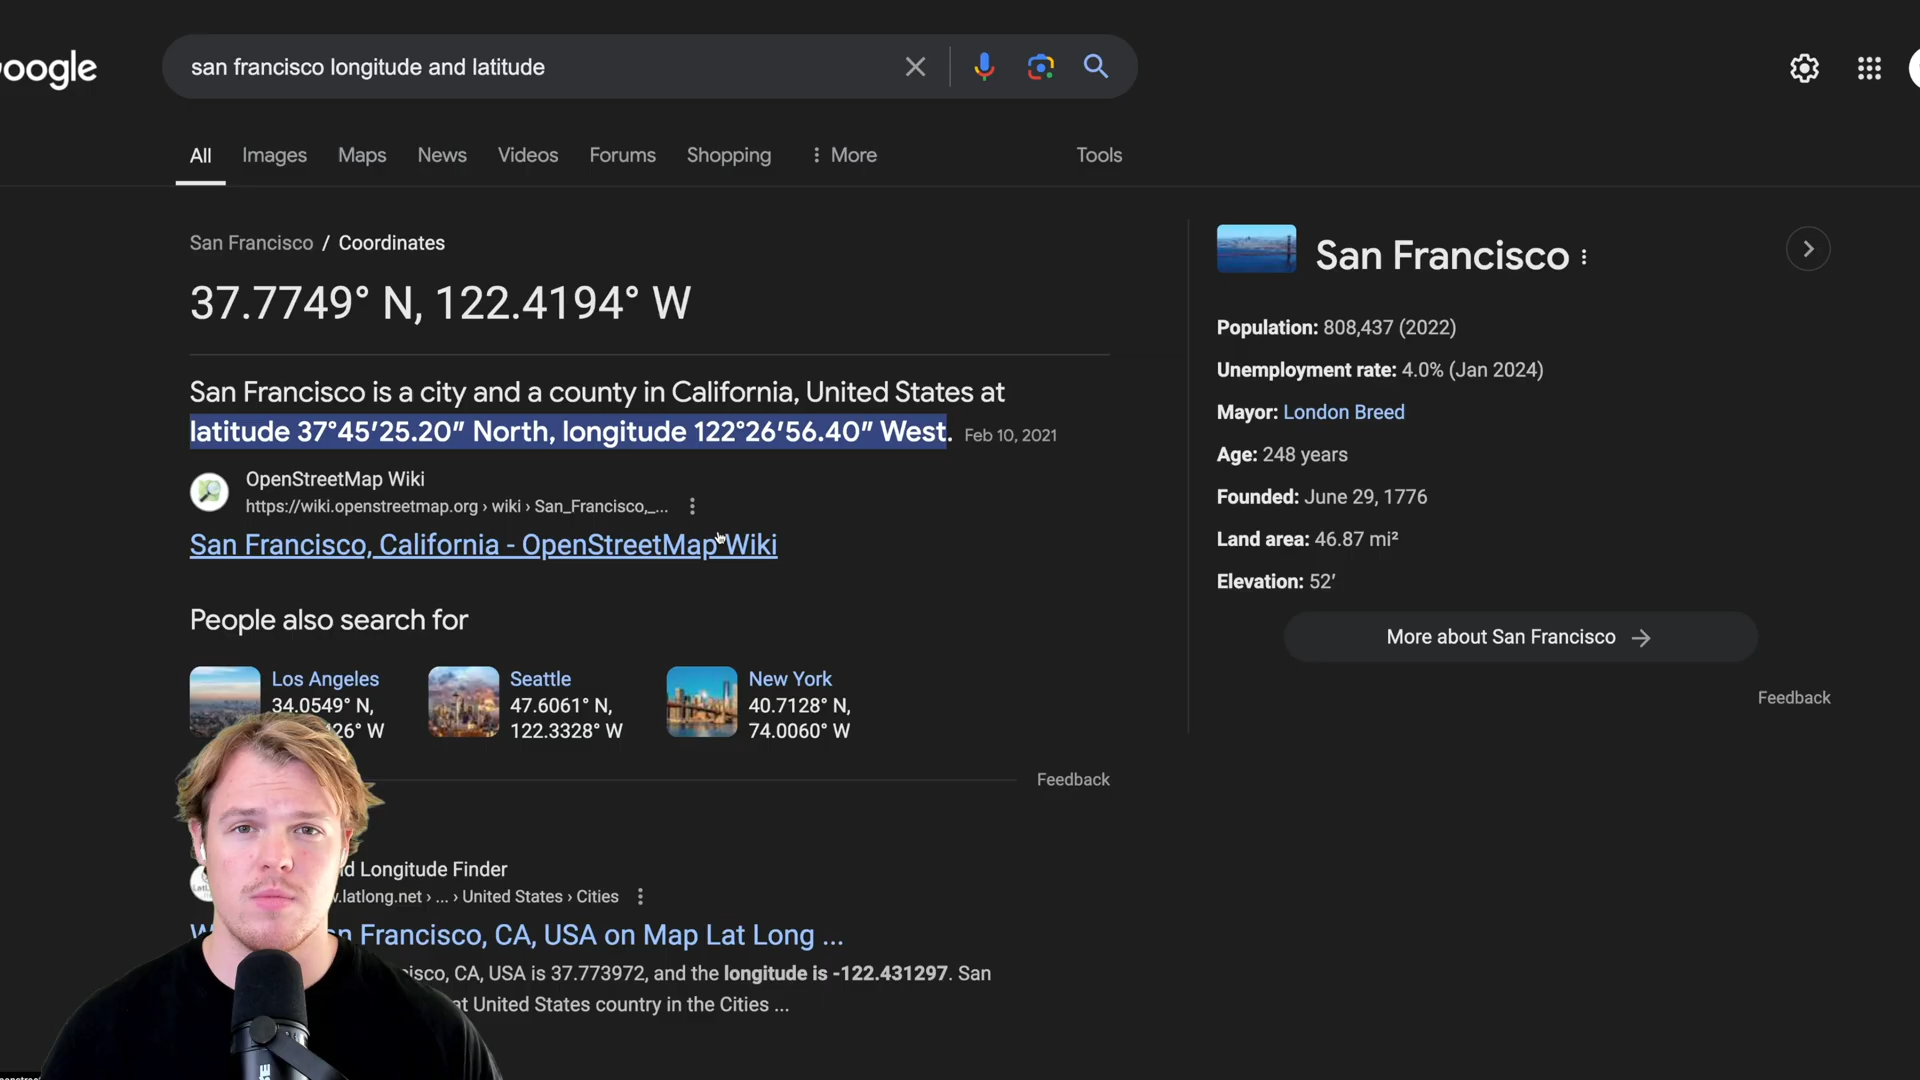 oogle
san francisco longitude and latitude
All Images Maps News Videos Forums Shopping More Tools
San Francisco / Coordinates
37.7749° N, 122.4194° W
San Francisco is a city and a county in California, United States at
latitude 37°45′25.20″ North, longitude 122°26′56.40″ West. Feb 10, 2021
OpenStreetMap Wiki
https://wiki.openstreetmap.org › wiki › San_Francisco,_...
San Francisco, California - OpenStreetMap Wiki
People also search for
Los Angeles
34.0549° N,
26° W
Seattle
47.6061° N,
122.3328° W
New York
40.7128° N,
74.0060° W
Feedback
d Longitude Finder
.latlong.net › ... › United States › Cities
n Francisco, CA, USA on Map Lat Long ...
isco, CA, USA is 37.773972, and the longitude is -122.431297. San
at United States country in the Cities ...
San Francisco
Population: 808,437 (2022)
Unemployment rate: 4.0% (Jan 2024)
Mayor: London Breed
Age: 248 years
Founded: June 29, 1776
Land area: 46.87 mi²
Elevation: 52′
More about San Francisco →
Feedback